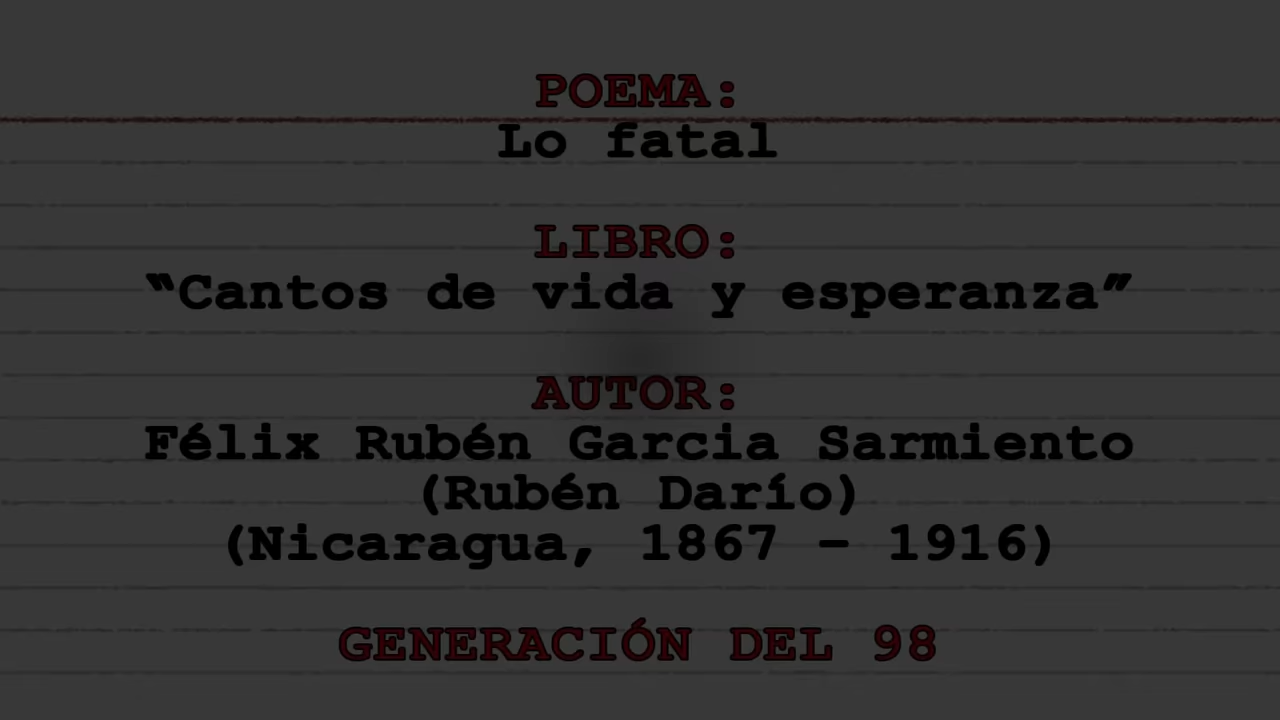 POEMA:
Lo fatal
LIBRO:
“Cantos de vida y esperanza”
AUTOR:
Félix Rubén Garcia Sarmiento
(Rubén Darío)
(Nicaragua, 1867 – 1916)
GENERACIÓN DEL 98